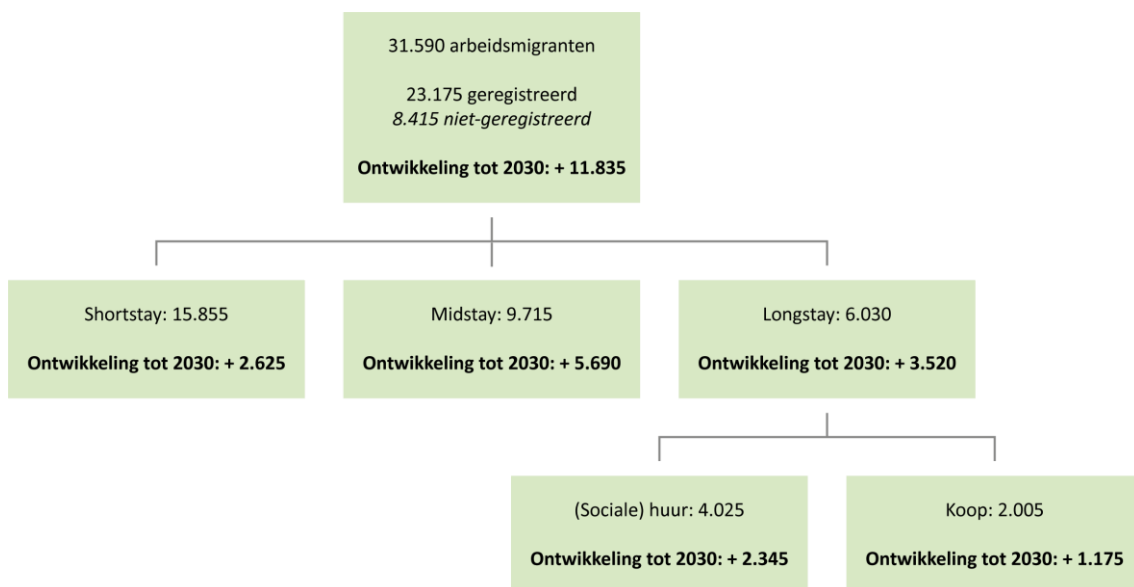 31.590 arbeidsmigranten
23.175 geregistreerd
8.415 niet-geregistreerd
Ontwikkeling tot 2030: + 11.835
Shortstay: 15.855
Ontwikkeling tot 2030: + 2.625
Midstay: 9.715
Ontwikkeling tot 2030: + 5.690
Longstay: 6.030
Ontwikkeling tot 2030: + 3.520
(Sociale) huur: 4.025
Ontwikkeling tot 2030: + 2.345
Koop: 2.005
Ontwikkeling tot 2030: + 1.175